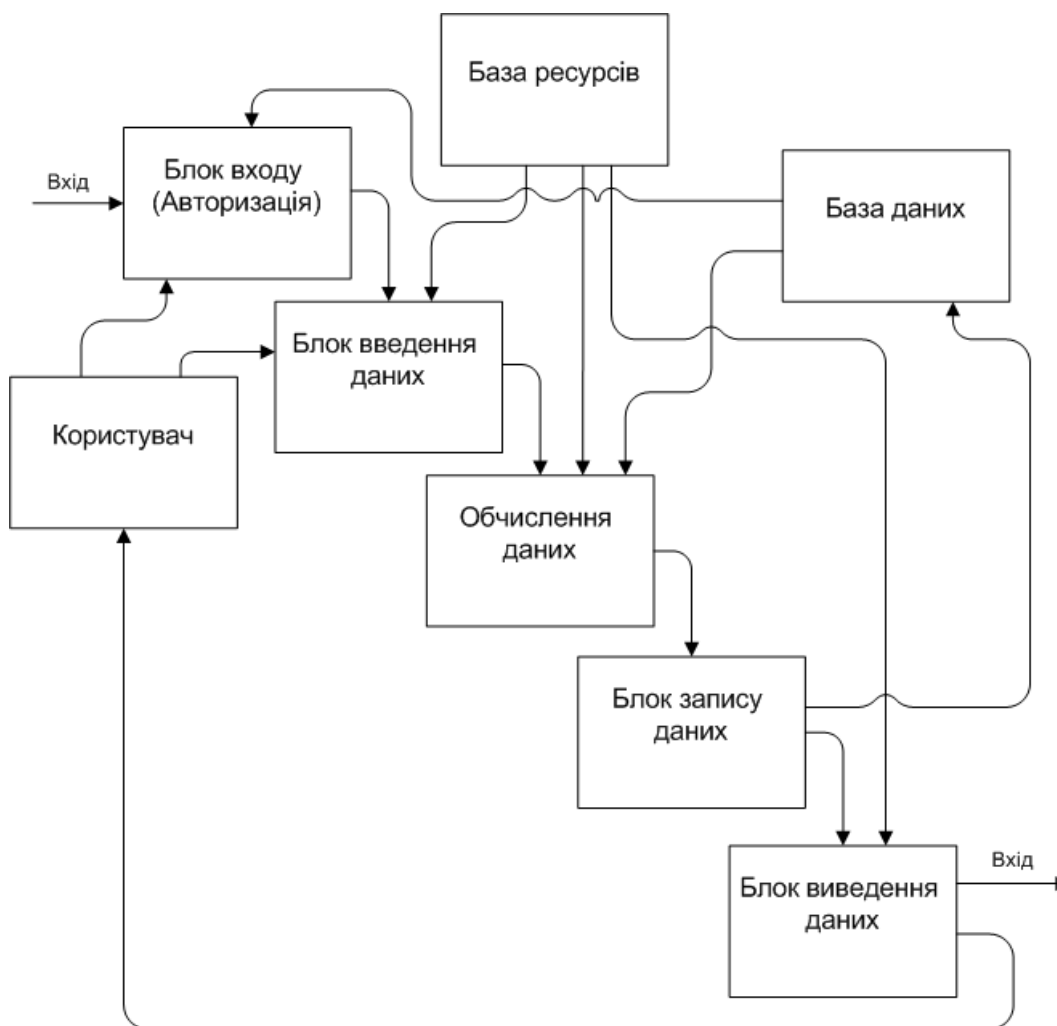 База ресурсів
Блок входу
(Авторизація)
Вхід
База даних
Блок введення
даних
Користувач
Обчислення
даних
Блок запису
даних
Вхід
Блок виведення
даних